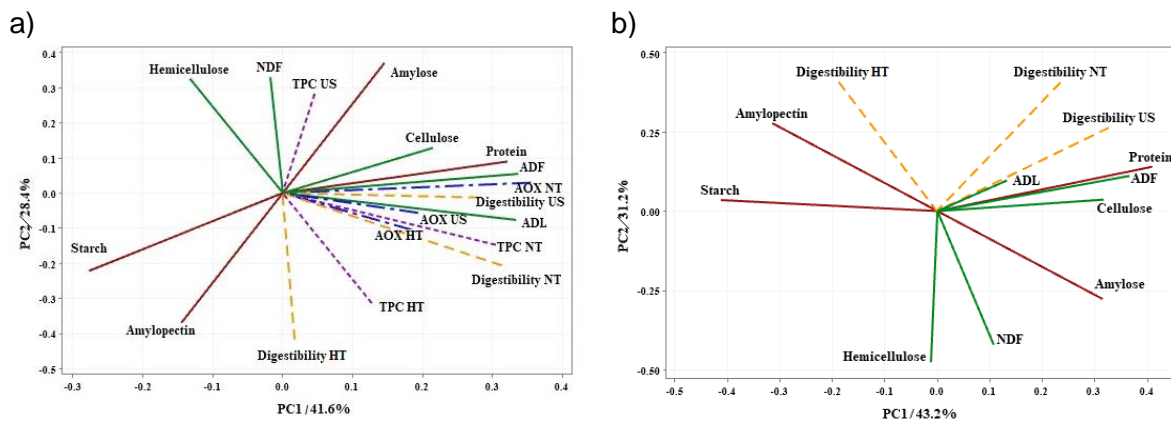 a)
0.4
0.3
0.2
0.1
0.0
-0.1
-0.2
-0.3
-0.4
-0.5
PC2/28.4%
Hemicellulose
NDF
TPC US
Amylose
Cellulose
Protein
ADF
AOX NT
Digestibility US
AOX US
ADL
AOX HT
TPC NT
Starch
Digestibility NT
TPC HT
Amylopectin
Digestibility HT
-0.3 -0.2 -0.1 0.0 0.1 0.2 0.3 0.4
PC1/41.6%
b)
0.50
0.25
0.00
-0.25
-0.50
PC2/31.2%
Digestibility HT
Digestibility NT
Amylopectin
Digestibility US
Protein
ADL
ADF
Starch
Cellulose
Amylose
Hemicellulose
NDF
-0.5 -0.4 -0.3 -0.2 -0.1 0.0 0.1 0.2 0.3 0.4
PC1/43.2%